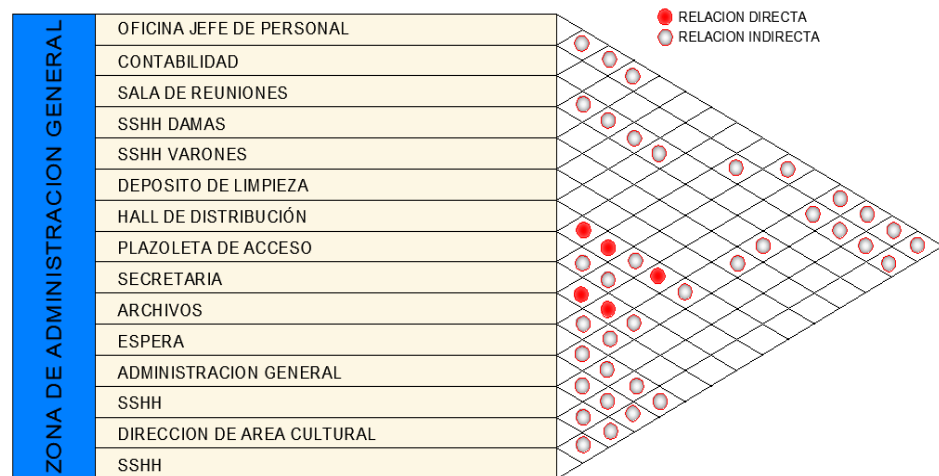 RELACION DIRECTA
RELACION INDIRECTA
ZONA DE ADMINISTRACION GENERAL
OFICINA JEFE DE PERSONAL
CONTABILIDAD
SALA DE REUNIONES
SSHH DAMAS
SSHH VARONES
DEPOSITO DE LIMPIEZA
HALL DE DISTRIBUCIÓN
PLAZOLETA DE ACCESO
SECRETARIA
ARCHIVOS
ESPERA
ADMINISTRACION GENERAL
SSHH
DIRECCION DE AREA CULTURAL
SSHH